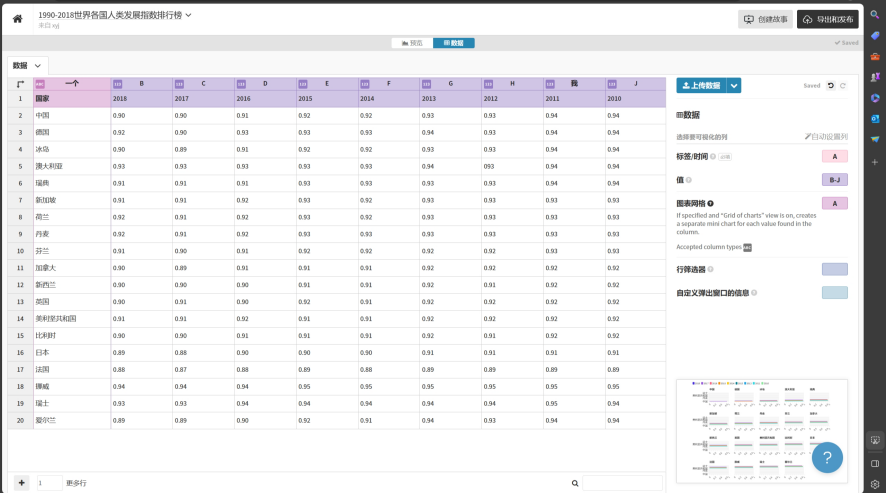 1990-2018世界各国人类发展指数排行榜
来自 xyj
创建故事
导出和发布
预览
数据
Saved
数据
一个 B C D E F G H 我 J
1 国家 2018 2017 2016 2015 2014 2013 2012 2011 2010
2 中国 0.90 0.90 0.91 0.92 0.92 0.93 0.93 0.94 0.94
3 德国 0.92 0.90 0.93 0.93 0.93 0.94 0.93 0.94 0.94
4 冰岛 0.90 0.89 0.91 0.92 0.92 0.93 0.93 0.94 0.94
5 澳大利亚 0.93 0.93 0.93 0.93 0.93 0.94 093 0.94 0.94
6 瑞典 0.91 0.91 0.91 0.93 0.93 0.93 0.93 0.94 0.94
7 新加坡 0.91 0.91 0.92 0.93 0.92 0.93 0.93 0.94 0.94
8 荷兰 0.92 0.91 0.92 0.93 0.93 0.93 0.93 0.93 0.94
9 丹麦 0.92 0.91 0.92 0.93 0.93 0.93 0.93 0.93 0.93
10 芬兰 0.91 0.90 0.91 0.92 0.92 0.92 0.93 0.93 0.93
11 加拿大 0.90 0.89 0.91 0.91 0.91 0.92 0.92 0.92 0.93
12 新西兰 0.90 0.90 0.90 0.91 0.91 0.92 0.92 0.92 0.92
13 英国 0.90 0.91 0.90 0.92 0.91 0.92 0.91 0.92 0.92
14 美利坚共和国 0.91 0.91 0.92 0.91 0.91 0.92 0.92 0.92 0.92
15 比利时 0.90 0.90 0.91 0.91 0.91 0.92 0.91 0.92 0.92
16 日本 0.89 0.88 0.90 0.90 0.90 0.91 0.91 0.91 0.91
17 法国 0.88 0.87 0.88 0.89 0.88 0.89 0.89 0.89 0.89
18 挪威 0.94 0.94 0.94 0.95 0.95 0.95 0.95 0.95 0.95
19 瑞士 0.93 0.93 0.94 0.94 0.94 0.94 0.94 0.95 0.94
20 爱尔兰 0.89 0.89 0.90 0.92 0.91 0.94 0.93 0.94 0.94
1 更多行
上传数据
Saved
数据
选择要可视化的列
自动设置列
标签/时间 必填 A
值 B-J
图表网格 A
If specified and "Grid of charts" view is on, creates
a separate mini chart for each value found in the
column.
Accepted column types ABC
行筛选器
自定义弹出窗口的信息
?